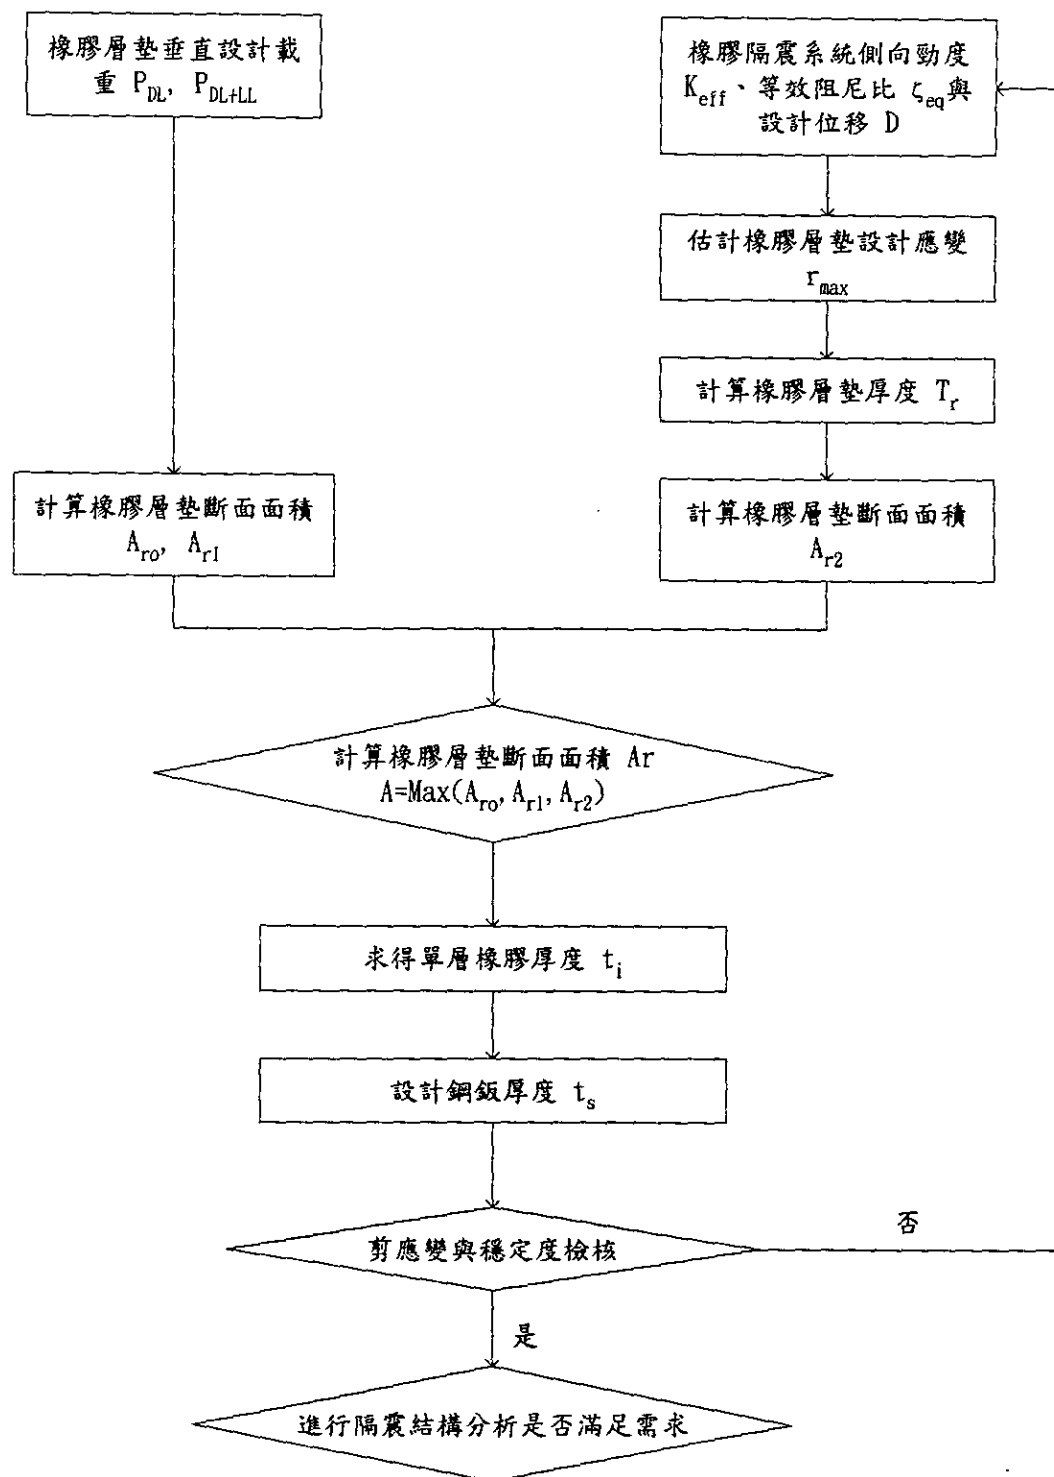 橡膠層墊垂直設計載
重 P_DL, P_DL+LL
橡膠隔震系統側向勁度
K_eff、等效阻尼比 ζ_eq與
設計位移 D
估計橡膠層墊設計應變
r_max
計算橡膠層墊厚度 T_r
計算橡膠層墊斷面面積
A_ro, A_r1
計算橡膠層墊斷面面積
A_r2
計算橡膠層墊斷面面積 Ar
A=Max(A_ro, A_r1, A_r2)
求得單層橡膠厚度 t_i
設計鋼鈑厚度 t_s
剪應變與穩定度檢核
否
是
進行隔震結構分析是否滿足需求